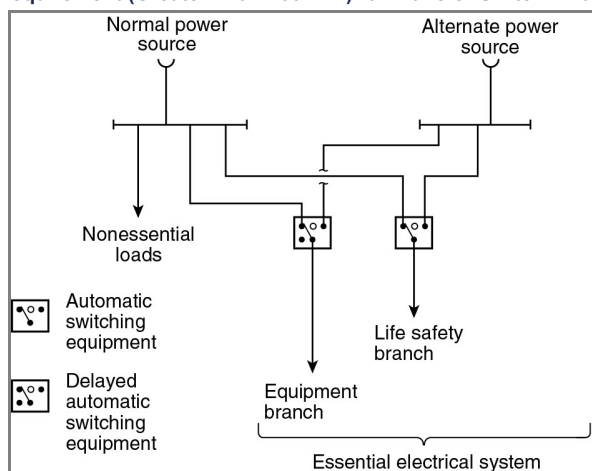 Normal power
source
Alternate power
source
Nonessential
loads
Automatic
switching
equipment
Life safety
branch
Delayed
automatic
switching
equipment
Equipment
branch
Essential electrical system